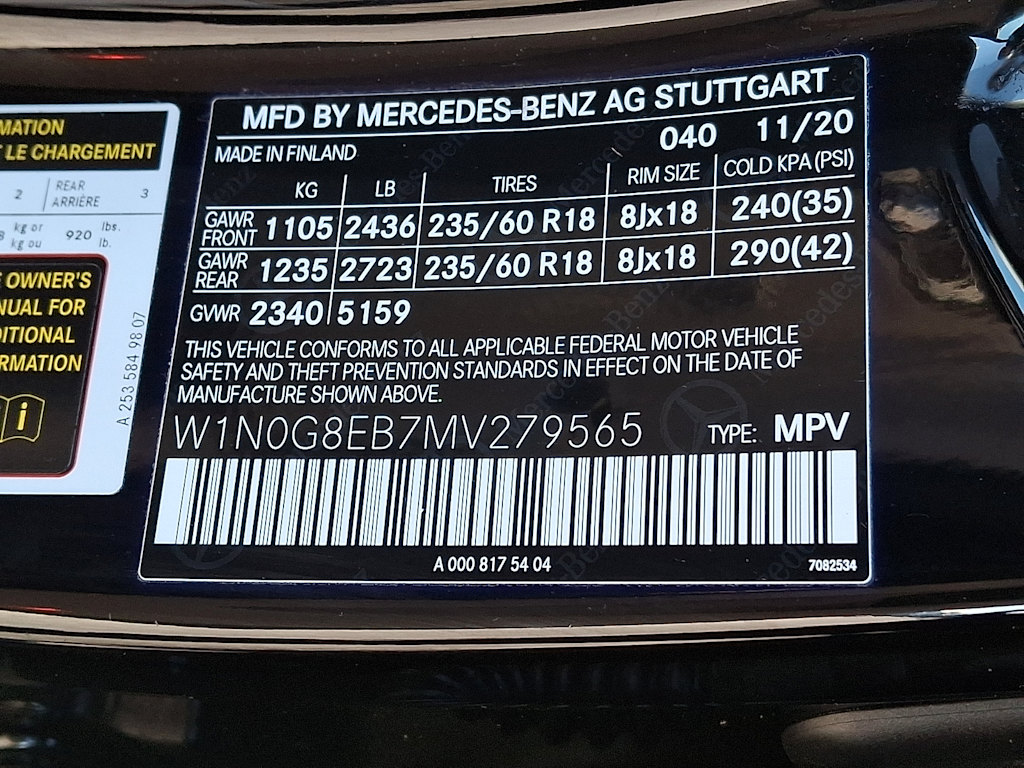 MATION
T LE CHARGEMENT
2 REAR ARRIÈRE 3
kg or
kg ou 920 lbs.
lb.
E OWNER'S
NUAL FOR
DITIONAL
ORMATION
i
A 253 584 98 07
MFD BY MERCEDES-BENZ AG STUTTGART
MADE IN FINLAND 040 11/20
KG LB TIRES RIM SIZE COLD KPA (PSI)
GAWR FRONT 1105 2436 235/60 R18 8Jx18 240(35)
GAWR REAR 1235 2723 235/60 R18 8Jx18 290(42)
GVWR 2340 5159
THIS VEHICLE CONFORMS TO ALL APPLICABLE FEDERAL MOTOR VEHICLE
SAFETY AND THEFT PREVENTION STANDARDS IN EFFECT ON THE DATE OF
MANUFACTURE SHOWN ABOVE.
W1N0G8EB7MV279565 TYPE: MPV
A 000 817 54 04 7082534